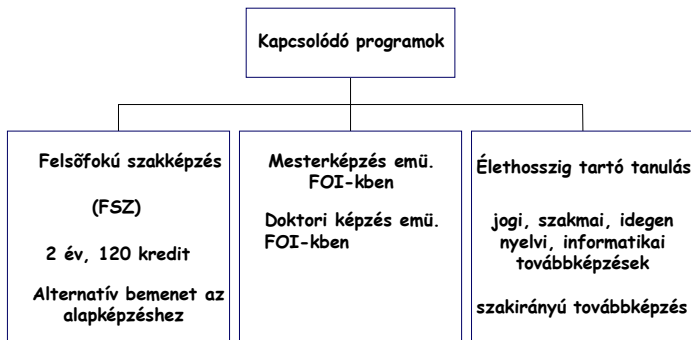 Kapcsolódó programok
Felsőfokú szakképzés
(FSZ)
2 év, 120 kredit
Alternatív bemenet az
alapképzéshez
Mesterképzés emü.
FOI-kben
Doktori képzés emü.
FOI-kben
Élethosszig tartó tanulás
jogi, szakmai, idegen
nyelvi, informatikai
továbbképzések
szakirányú továbbképzés